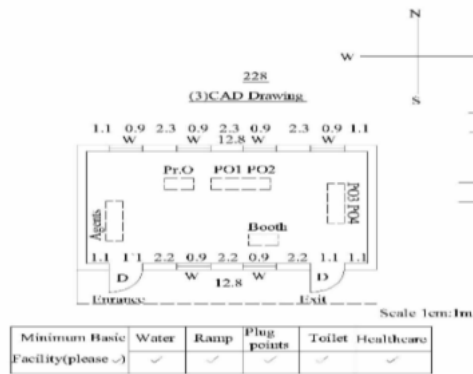 N
W
S
228
(3)CAD Drawing
1.1 0.9 2.3 0.9 2.3 0.9 2.3 0.9 1.1
W W 12.8 W W
Pr.O PO1 PO2
PO3 PO4
Agents
Booth
1.1 1.1 2.2 0.9 2.2 0.9 2.2 1.1 1.1
D W 12.8 W D
Entrance Exit
Scale 1cm:1m
Minimum Basic Water Ramp Plug points Toilet Healthcare
Facility(please ✓) ✓ ✓ ✓ ✓ ✓